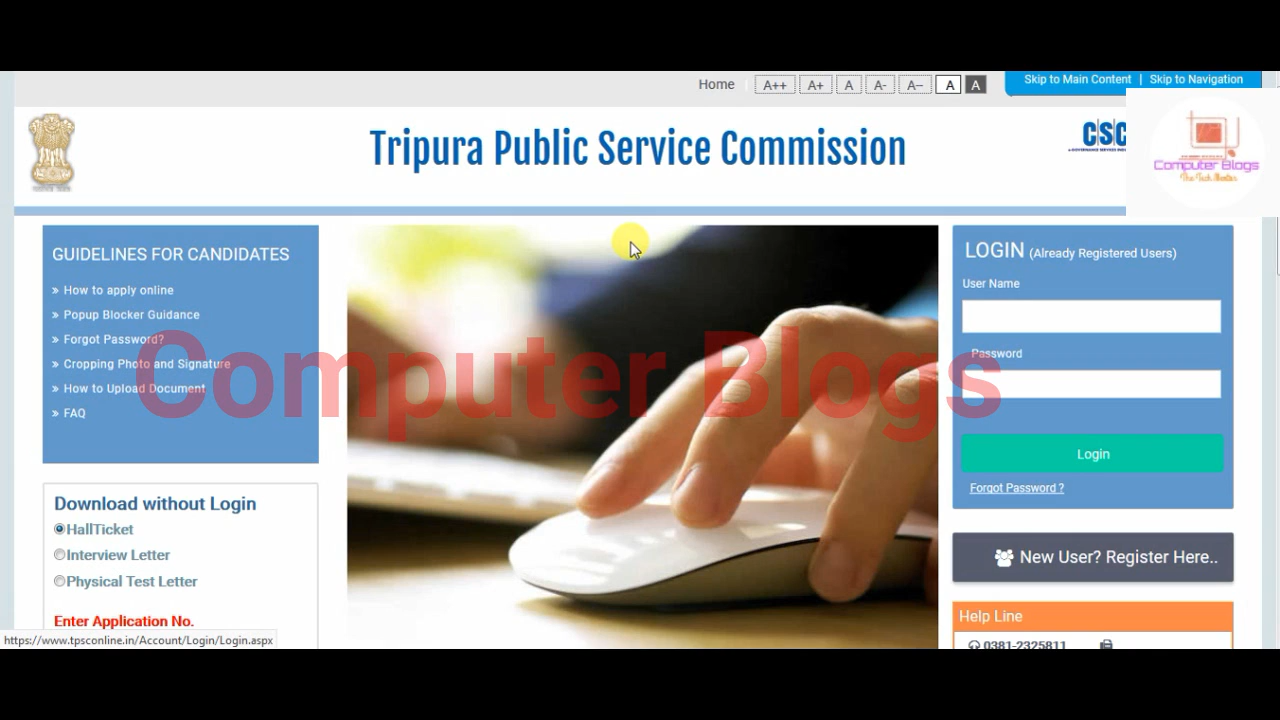 Home A++ A+ A A- A-- A A Skip to Main Content | Skip to Navigation
Tripura Public Service Commission
CSC
Computer Blogs
GUIDELINES FOR CANDIDATES
» How to apply online
» Popup Blocker Guidance
» Forgot Password?
» Cropping Photo and Signature
» How to Upload Document
» FAQ
Computer Blogs
Download without Login
HallTicket
Interview Letter
Physical Test Letter
Enter Application No.
https://www.tpsconline.in/Account/Login/Login.aspx
LOGIN (Already Registered Users)
User Name
Password
Login
Forgot Password ?
New User? Register Here..
Help Line
0381-2325811